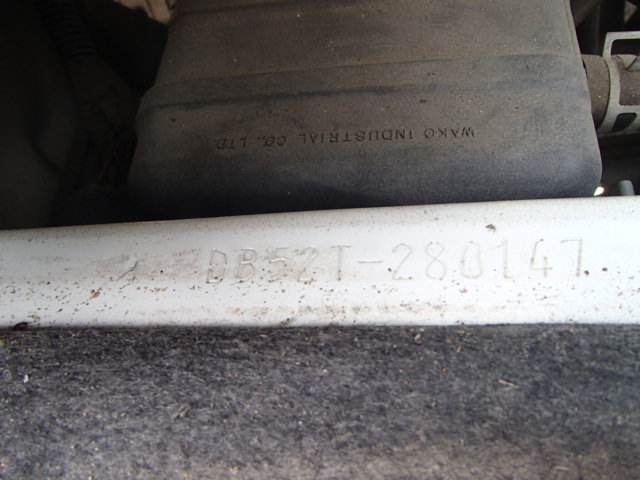 WAKO INDUSTRIAL CO., LTD.
DB52T-280147